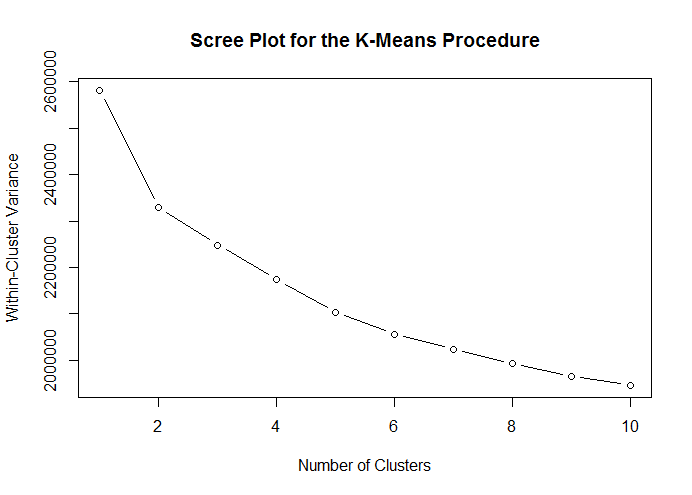 Scree Plot for the K-Means Procedure
Within-Cluster Variance
2600000
2400000
2200000
2000000
2 4 6 8 10
Number of Clusters